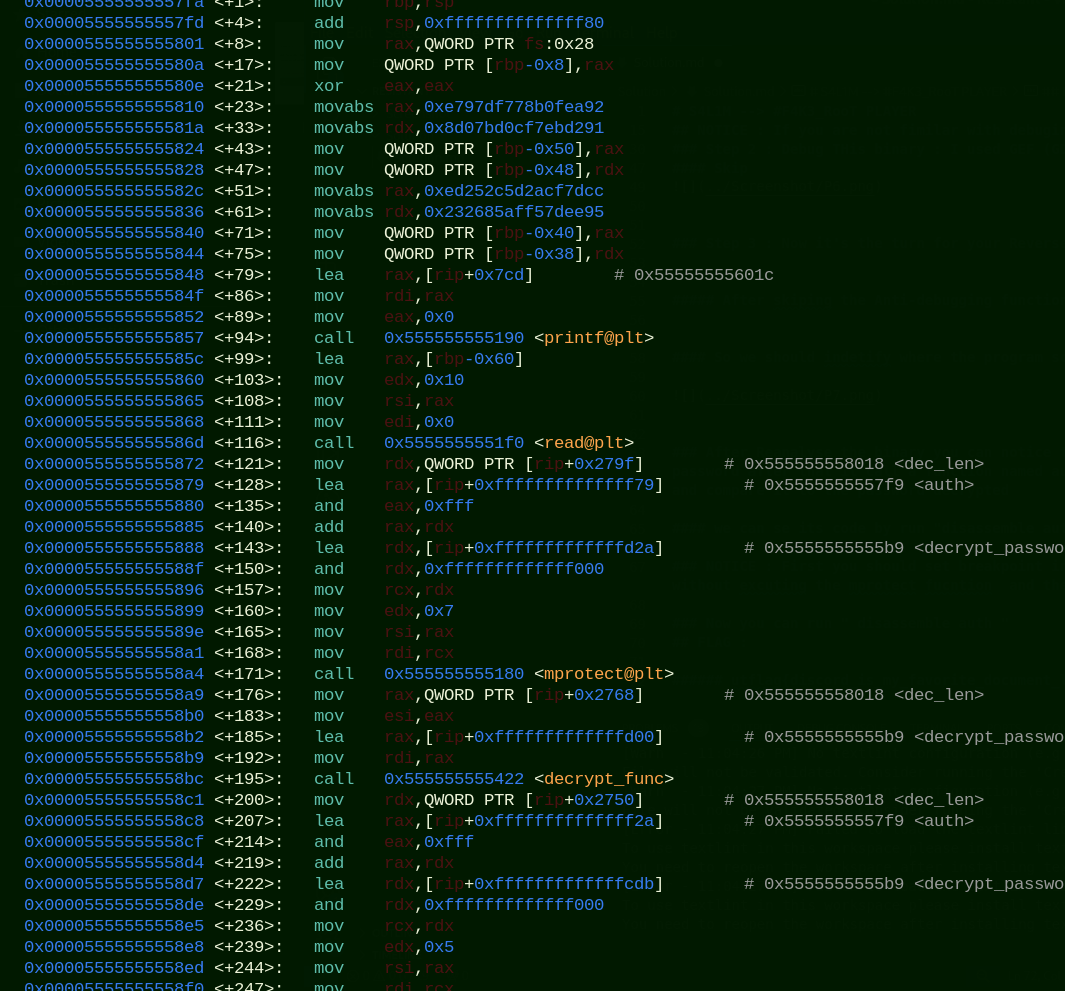 0x00005555555557fa <+1>: mov rbp,rsp
0x00005555555557fd <+4>: add rsp,0xffffffffffffff80
0x0000555555555801 <+8>: mov rax,QWORD PTR fs:0x28
0x000055555555580a <+17>: mov QWORD PTR [rbp-0x8],rax
0x000055555555580e <+21>: xor eax,eax
0x0000555555555810 <+23>: movabs rax,0xe797df778b0fea92
0x000055555555581a <+33>: movabs rdx,0x8d07bd0cf7ebd291
0x0000555555555824 <+43>: mov QWORD PTR [rbp-0x50],rax
0x0000555555555828 <+47>: mov QWORD PTR [rbp-0x48],rdx
0x000055555555582c <+51>: movabs rax,0xed252c5d2acf7dcc
0x0000555555555836 <+61>: movabs rdx,0x232685aff57dee95
0x0000555555555840 <+71>: mov QWORD PTR [rbp-0x40],rax
0x0000555555555844 <+75>: mov QWORD PTR [rbp-0x38],rdx
0x0000555555555848 <+79>: lea rax,[rip+0x7cd] # 0x55555555601c
0x000055555555584f <+86>: mov rdi,rax
0x0000555555555852 <+89>: mov eax,0x0
0x0000555555555857 <+94>: call 0x555555555190 <printf@plt>
0x000055555555585c <+99>: lea rax,[rbp-0x60]
0x0000555555555860 <+103>: mov edx,0x10
0x0000555555555865 <+108>: mov rsi,rax
0x0000555555555868 <+111>: mov edi,0x0
0x000055555555586d <+116>: call 0x5555555551f0 <read@plt>
0x0000555555555872 <+121>: mov rdx,QWORD PTR [rip+0x279f] # 0x555555558018 <dec_len>
0x0000555555555879 <+128>: lea rax,[rip+0xffffffffffffff79] # 0x5555555557f9 <auth>
0x0000555555555880 <+135>: and eax,0xfff
0x0000555555555885 <+140>: add rax,rdx
0x0000555555555888 <+143>: lea rdx,[rip+0xfffffffffffffd2a] # 0x5555555555b9 <decrypt_passwo
0x000055555555588f <+150>: and rdx,0xfffffffffffff000
0x0000555555555896 <+157>: mov rcx,rdx
0x0000555555555899 <+160>: mov edx,0x7
0x000055555555589e <+165>: mov rsi,rax
0x00005555555558a1 <+168>: mov rdi,rcx
0x00005555555558a4 <+171>: call 0x555555555180 <mprotect@plt>
0x00005555555558a9 <+176>: mov rax,QWORD PTR [rip+0x2768] # 0x555555558018 <dec_len>
0x00005555555558b0 <+183>: mov esi,eax
0x00005555555558b2 <+185>: lea rax,[rip+0xfffffffffffffd00] # 0x5555555555b9 <decrypt_passwo
0x00005555555558b9 <+192>: mov rdi,rax
0x00005555555558bc <+195>: call 0x555555555422 <decrypt_func>
0x00005555555558c1 <+200>: mov rdx,QWORD PTR [rip+0x2750] # 0x555555558018 <dec_len>
0x00005555555558c8 <+207>: lea rax,[rip+0xffffffffffffff2a] # 0x5555555557f9 <auth>
0x00005555555558cf <+214>: and eax,0xfff
0x00005555555558d4 <+219>: add rax,rdx
0x00005555555558d7 <+222>: lea rdx,[rip+0xfffffffffffffcdb] # 0x5555555555b9 <decrypt_passwo
0x00005555555558de <+229>: and rdx,0xfffffffffffff000
0x00005555555558e5 <+236>: mov rcx,rdx
0x00005555555558e8 <+239>: mov edx,0x5
0x00005555555558ed <+244>: mov rsi,rax
0x00005555555558f0 <+247>: mov rdi,rcx